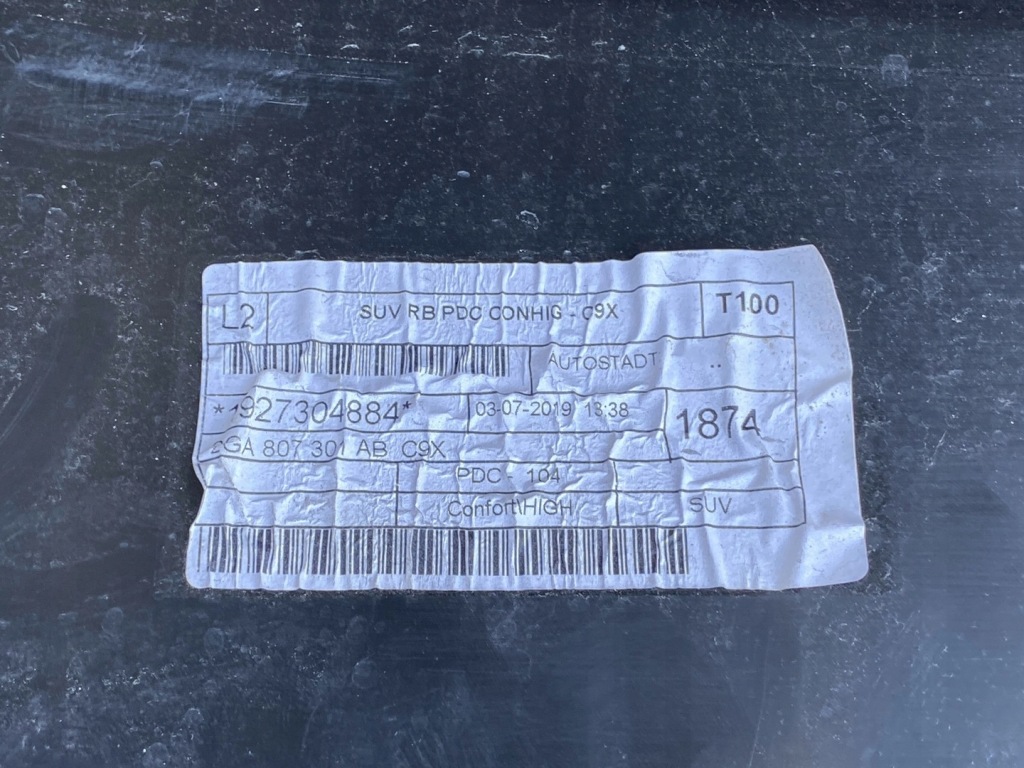 L2 SUV RB PDC CONHIG - C9X T100
AUTOSTADT ..
*1927304884* 03-07-2019 13:38 1874
2GA 807 301 AB C9X
PDC - 104
Confort\HIGH SUV